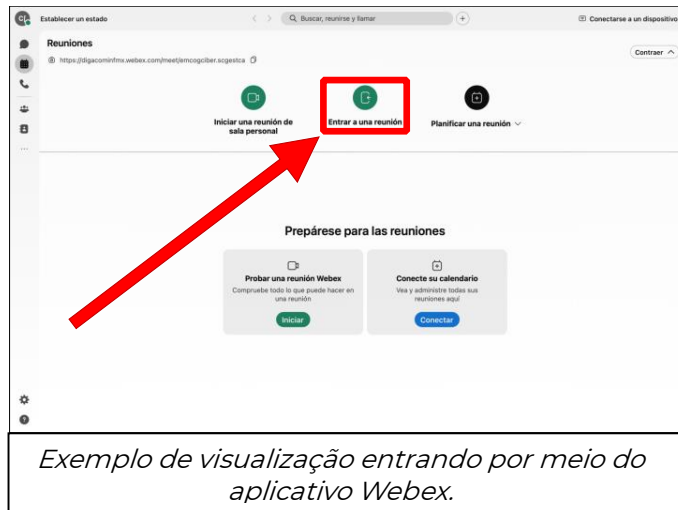 CL
Establecer un estado
Buscar, reunirse y llamar
Conectarse a un dispositivo
Reuniones
https://digacominfmx.webex.com/meet/emcogciber.scgestca
Contraer
Iniciar una reunión de
sala personal
Entrar a una reunión
Planificar una reunión
Prepárese para las reuniones
Probar una reunión Webex
Compruebe todo lo que puede hacer en
una reunión
Iniciar
Conecte su calendario
Vea y administre todas sus
reuniones aquí
Conectar
Exemplo de visualização entrando por meio do
aplicativo Webex.